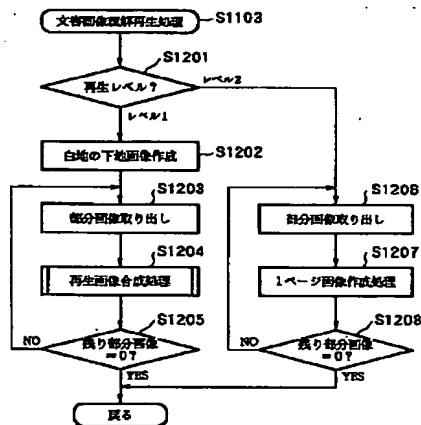 文書画像理解再生処理
S1103
S1201
再生レベル?
レベル2
レベル1
白地の下地画像作成
S1202
S1203
部分画像取り出し
S1206
部分画像取り出し
S1204
再生画像合成処理
S1207
1ページ画像作成処理
S1205
残り部分画像
=0?
NO
YES
S1208
残り部分画像
=0?
NO
YES
戻る